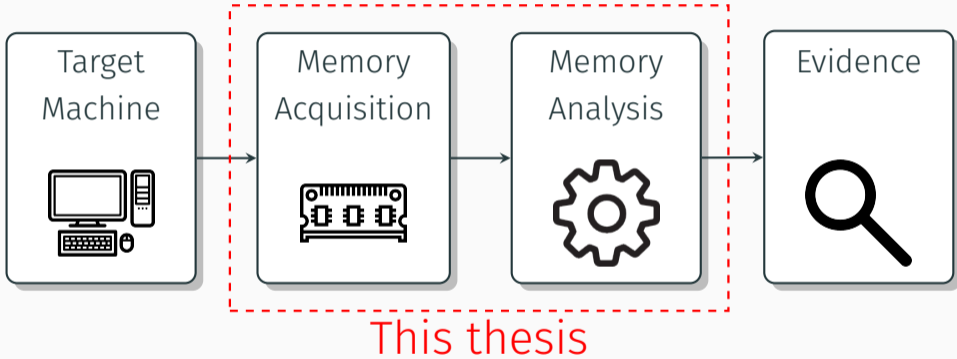 Target
Machine
Memory
Acquisition
Memory
Analysis
Evidence
This thesis